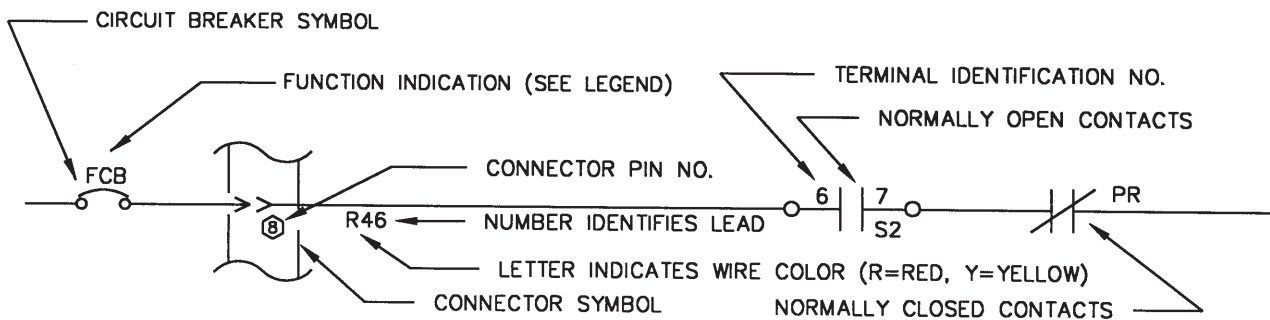 CIRCUIT BREAKER SYMBOL
FUNCTION INDICATION (SEE LEGEND)
TERMINAL IDENTIFICATION NO.
NORMALLY OPEN CONTACTS
FCB
CONNECTOR PIN NO.
6 7
PR
8
R46
NUMBER IDENTIFIES LEAD
S2
LETTER INDICATES WIRE COLOR (R=RED, Y=YELLOW)
CONNECTOR SYMBOL
NORMALLY CLOSED CONTACTS